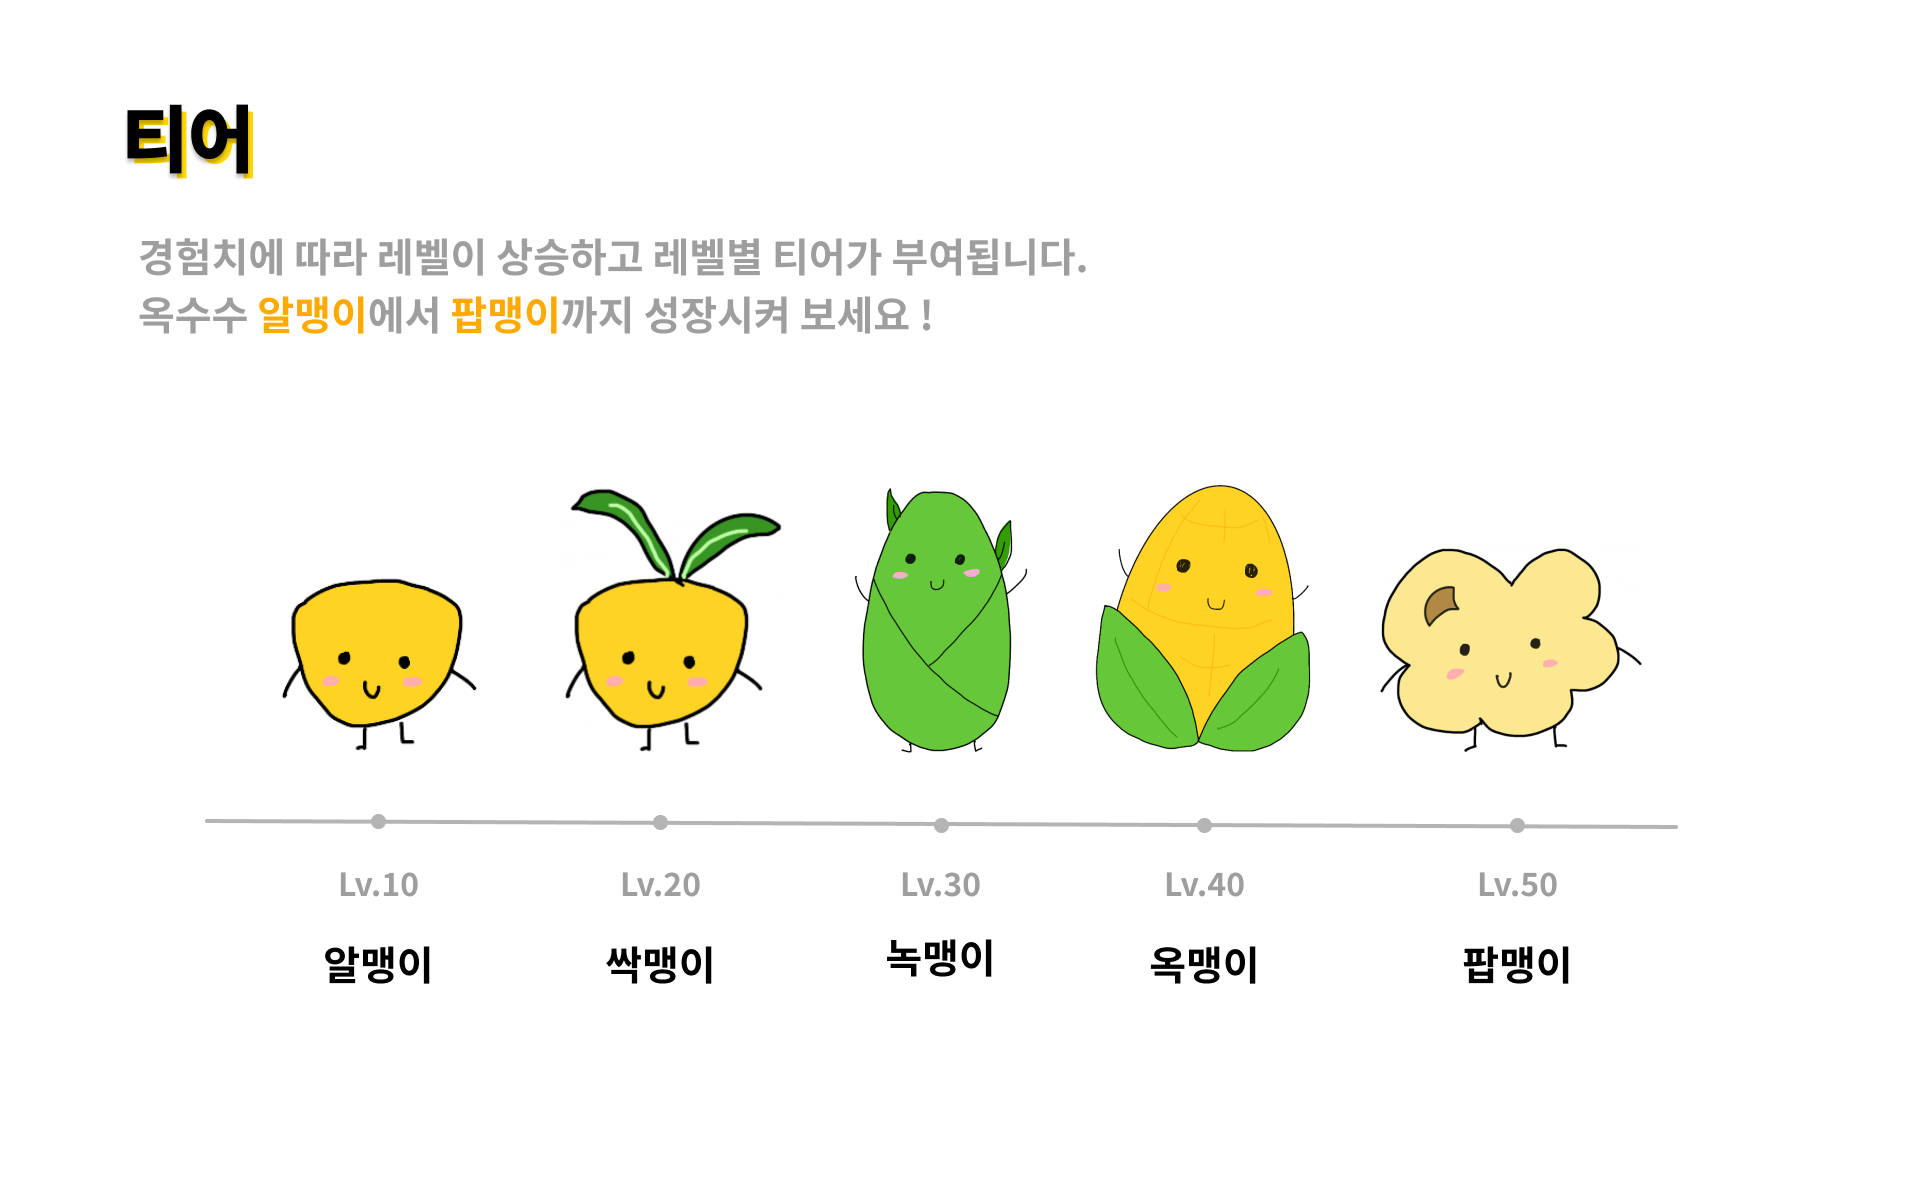 티어
경험치에 따라 레벨이 상승하고 레벨별 티어가 부여됩니다.
옥수수 알맹이에서 팝맹이까지 성장시켜 보세요 !
Lv.10
Lv.20
Lv.30
Lv.40
Lv.50
알맹이
싹맹이
녹맹이
옥맹이
팝맹이